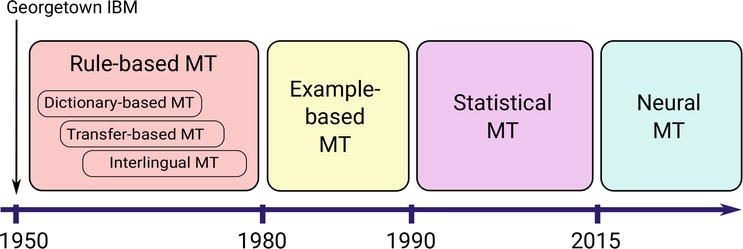 Georgetown IBM
Rule-based MT
Dictionary-based MT
Transfer-based MT
Interlingual MT
Example-
based
MT
Statistical
MT
Neural
MT
1950
1980
1990
2015